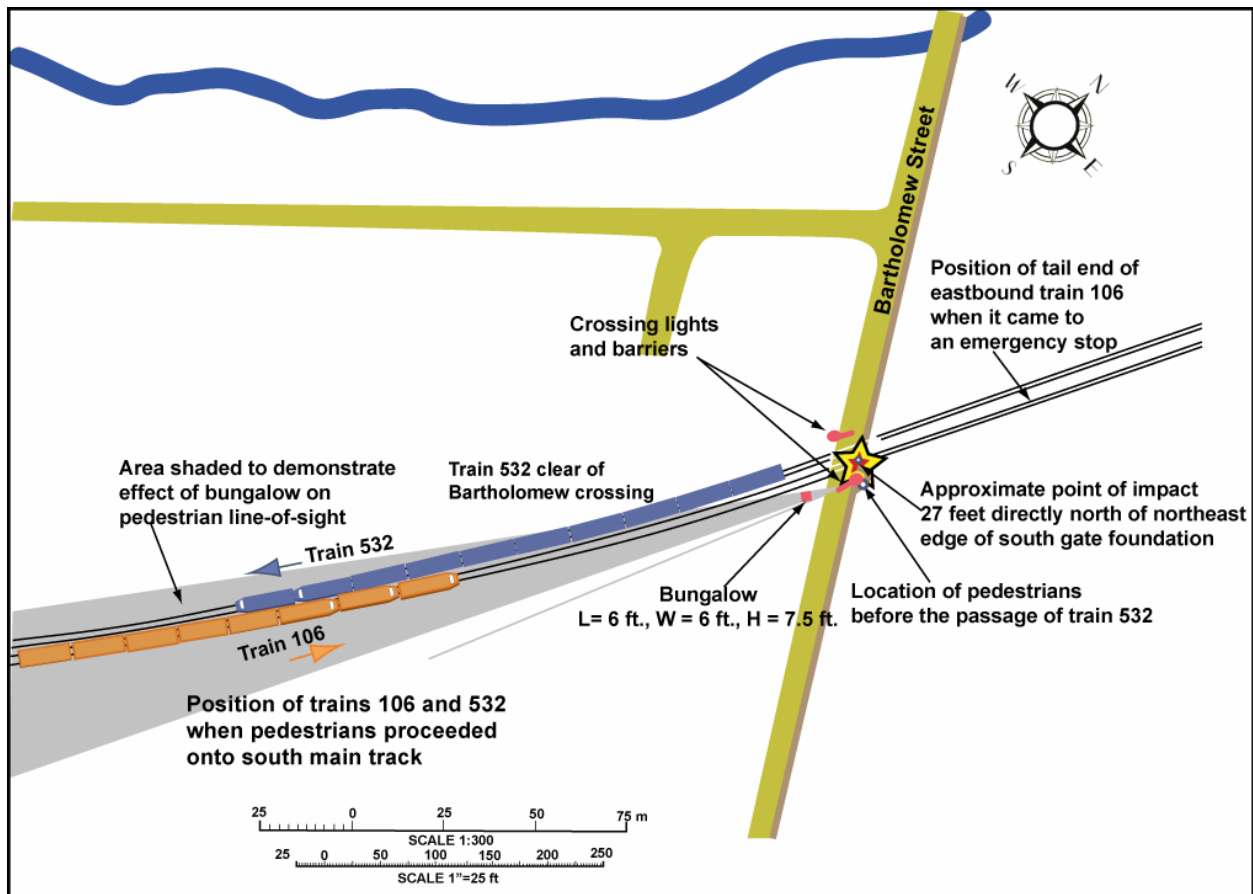 W
N
S
E
Bartholomew Street
Position of tail end of
eastbound train 106
when it came to
an emergency stop
Crossing lights
and barriers
Area shaded to demonstrate
effect of bungalow on
pedestrian line-of-sight
Train 532 clear of
Bartholomew crossing
Approximate point of impact
27 feet directly north of northeast
edge of south gate foundation
Train 532
Bungalow
L= 6 ft., W = 6 ft., H = 7.5 ft.
Location of pedestrians
before the passage of train 532
Train 106
Position of trains 106 and 532
when pedestrians proceeded
onto south main track
25 0 25 50 75 m
SCALE 1:300
25 0 50 100 150 200 250
SCALE 1"=25 ft